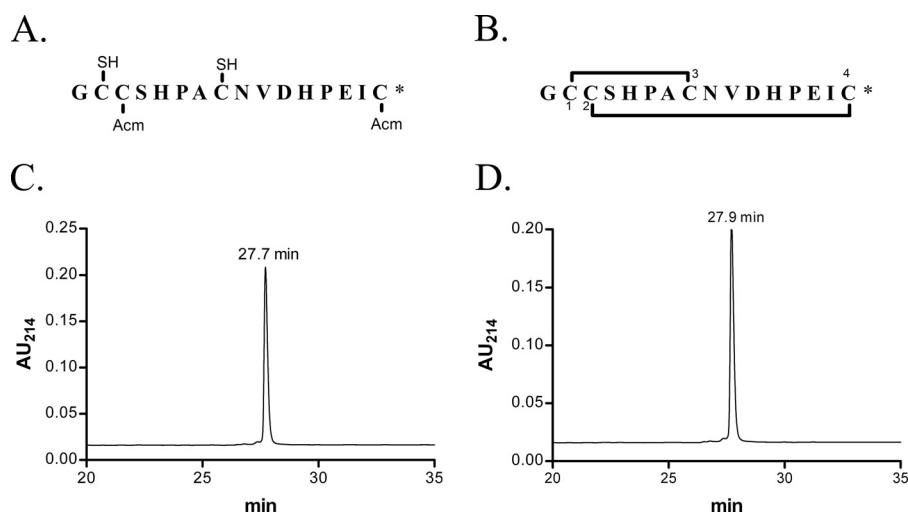 A.
SH SH
G C C S H P A C N V D H P E I C *
Acm Acm
B.
3 4
G C C S H P A C N V D H P E I C *
1 2
C.
27.7 min
0.25
0.20
0.15
0.10
0.05
0.00
AU214
20 25 30 35
min
D.
27.9 min
0.20
0.15
0.10
0.05
0.00
AU214
20 25 30 35
min